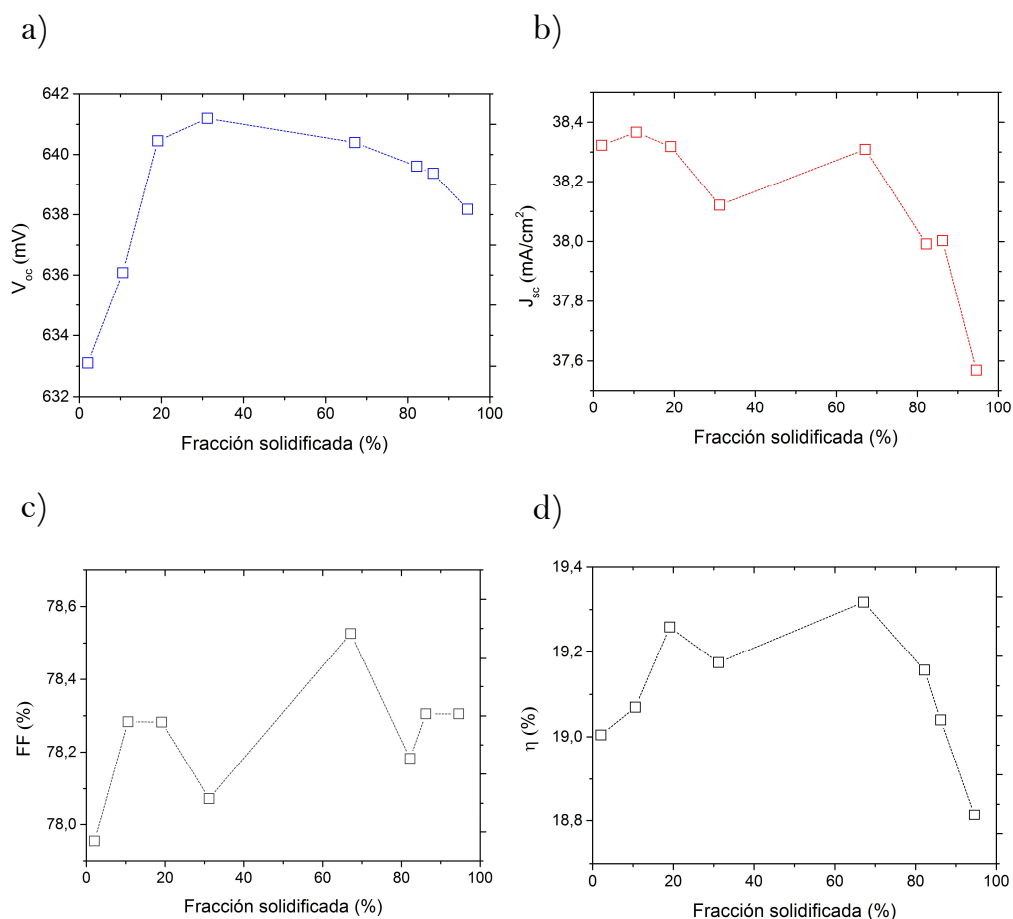 a)
642
640
638
636
634
632
V_oc (mV)
0 20 40 60 80 100
Fracción solidificada (%)
b)
38,4
38,2
38,0
37,8
37,6
J_sc (mA/cm²)
0 20 40 60 80 100
Fracción solidificada (%)
c)
78,6
78,4
78,2
78,0
FF (%)
0 20 40 60 80 100
Fracción solidificada (%)
d)
19,4
19,2
19,0
18,8
η (%)
0 20 40 60 80 100
Fracción solidificada (%)